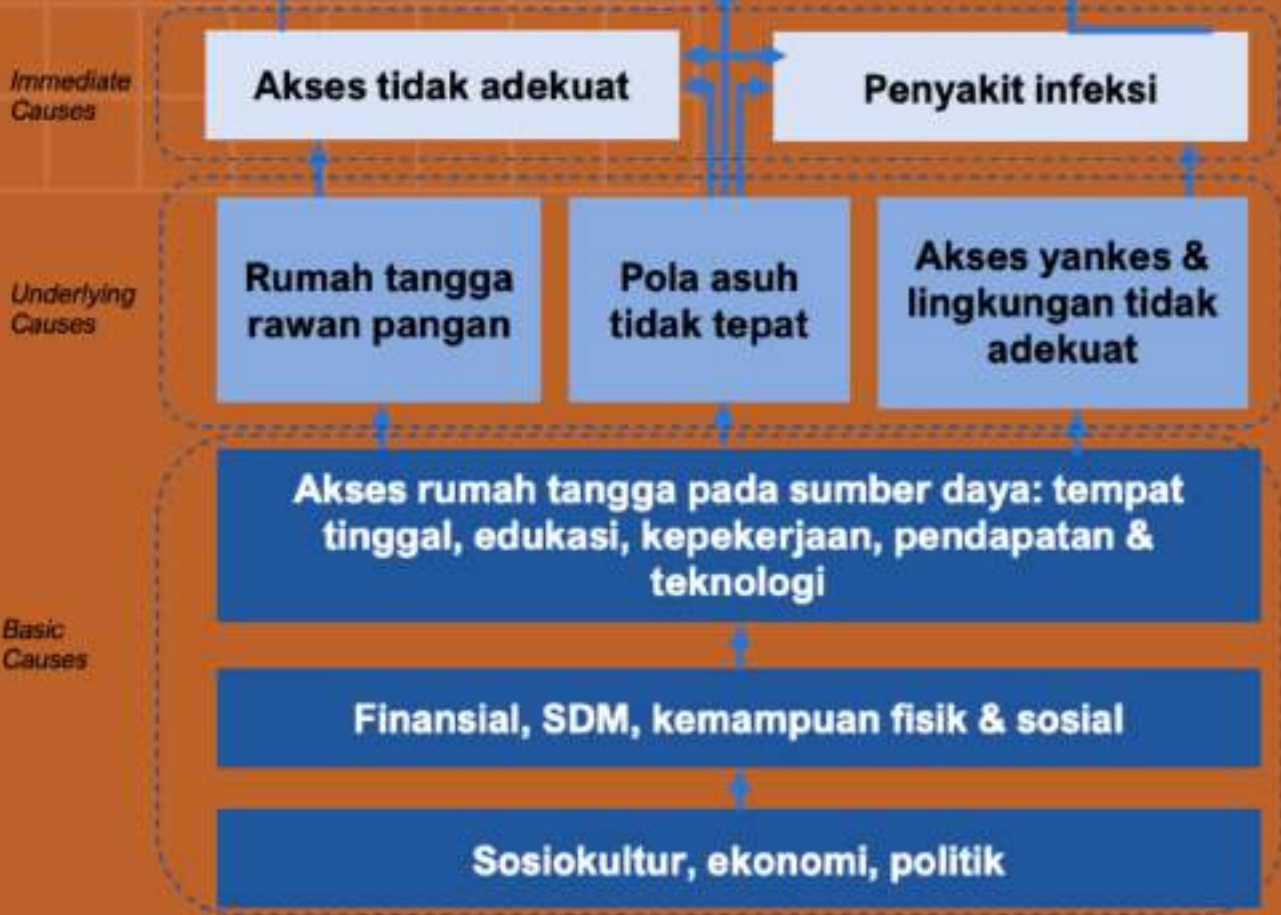 Immediate
Causes
Akses tidak adekuat
Penyakit infeksi
Underlying
Causes
Rumah tangga
rawan pangan
Pola asuh
tidak tepat
Akses yankes &
lingkungan tidak
adekuat
Basic
Causes
Akses rumah tangga pada sumber daya: tempat
tinggal, edukasi, kepekerjaan, pendapatan &
teknologi
Finansial, SDM, kemampuan fisik & sosial
Sosiokultur, ekonomi, politik